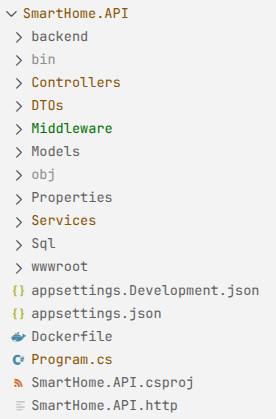 SmartHome.API
backend
bin
Controllers
DTOs
Middleware
Models
obj
Properties
Services
Sql
wwwroot
appsettings.Development.json
appsettings.json
Dockerfile
Program.cs
SmartHome.API.csproj
SmartHome.API.http